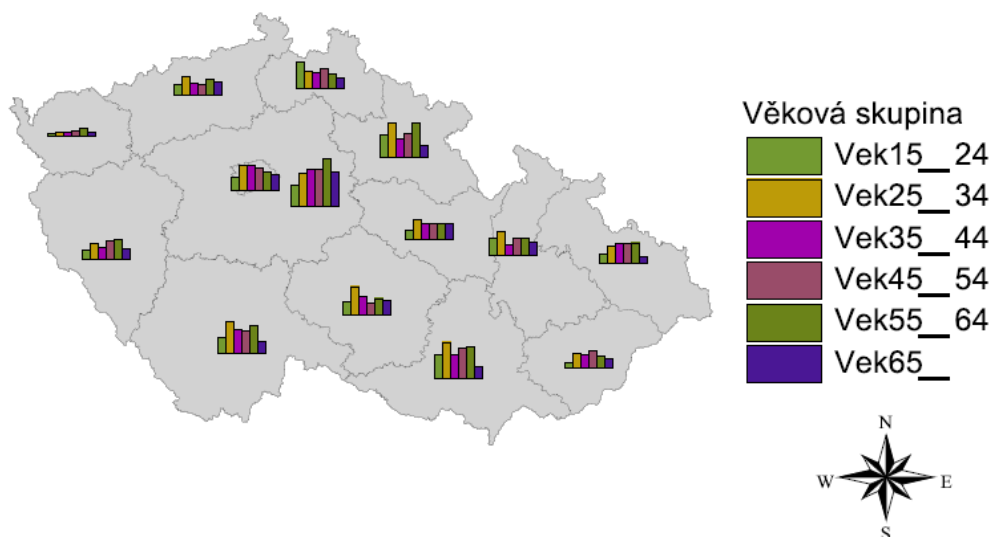 Věková skupina
Vek15__24
Vek25__34
Vek35__44
Vek45__54
Vek55__64
Vek65__
N
W E
S